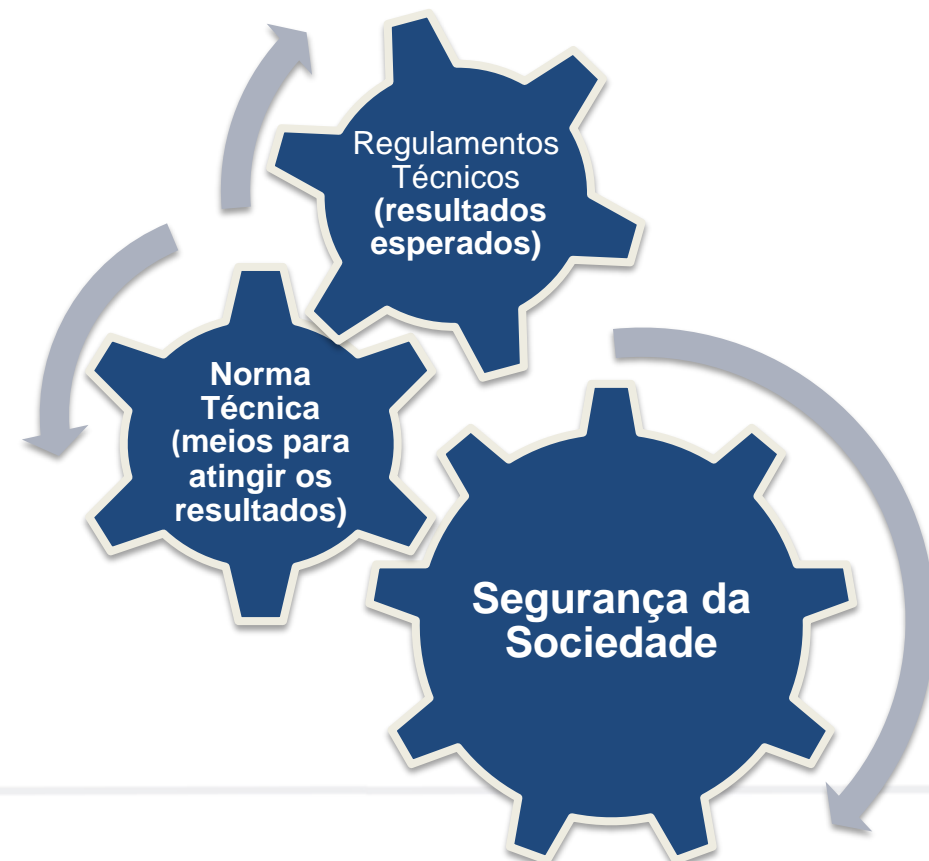 Regulamentos
Técnicos
(resultados
esperados)
Norma
Técnica
(meios para
atingir os
resultados)
Segurança da
Sociedade